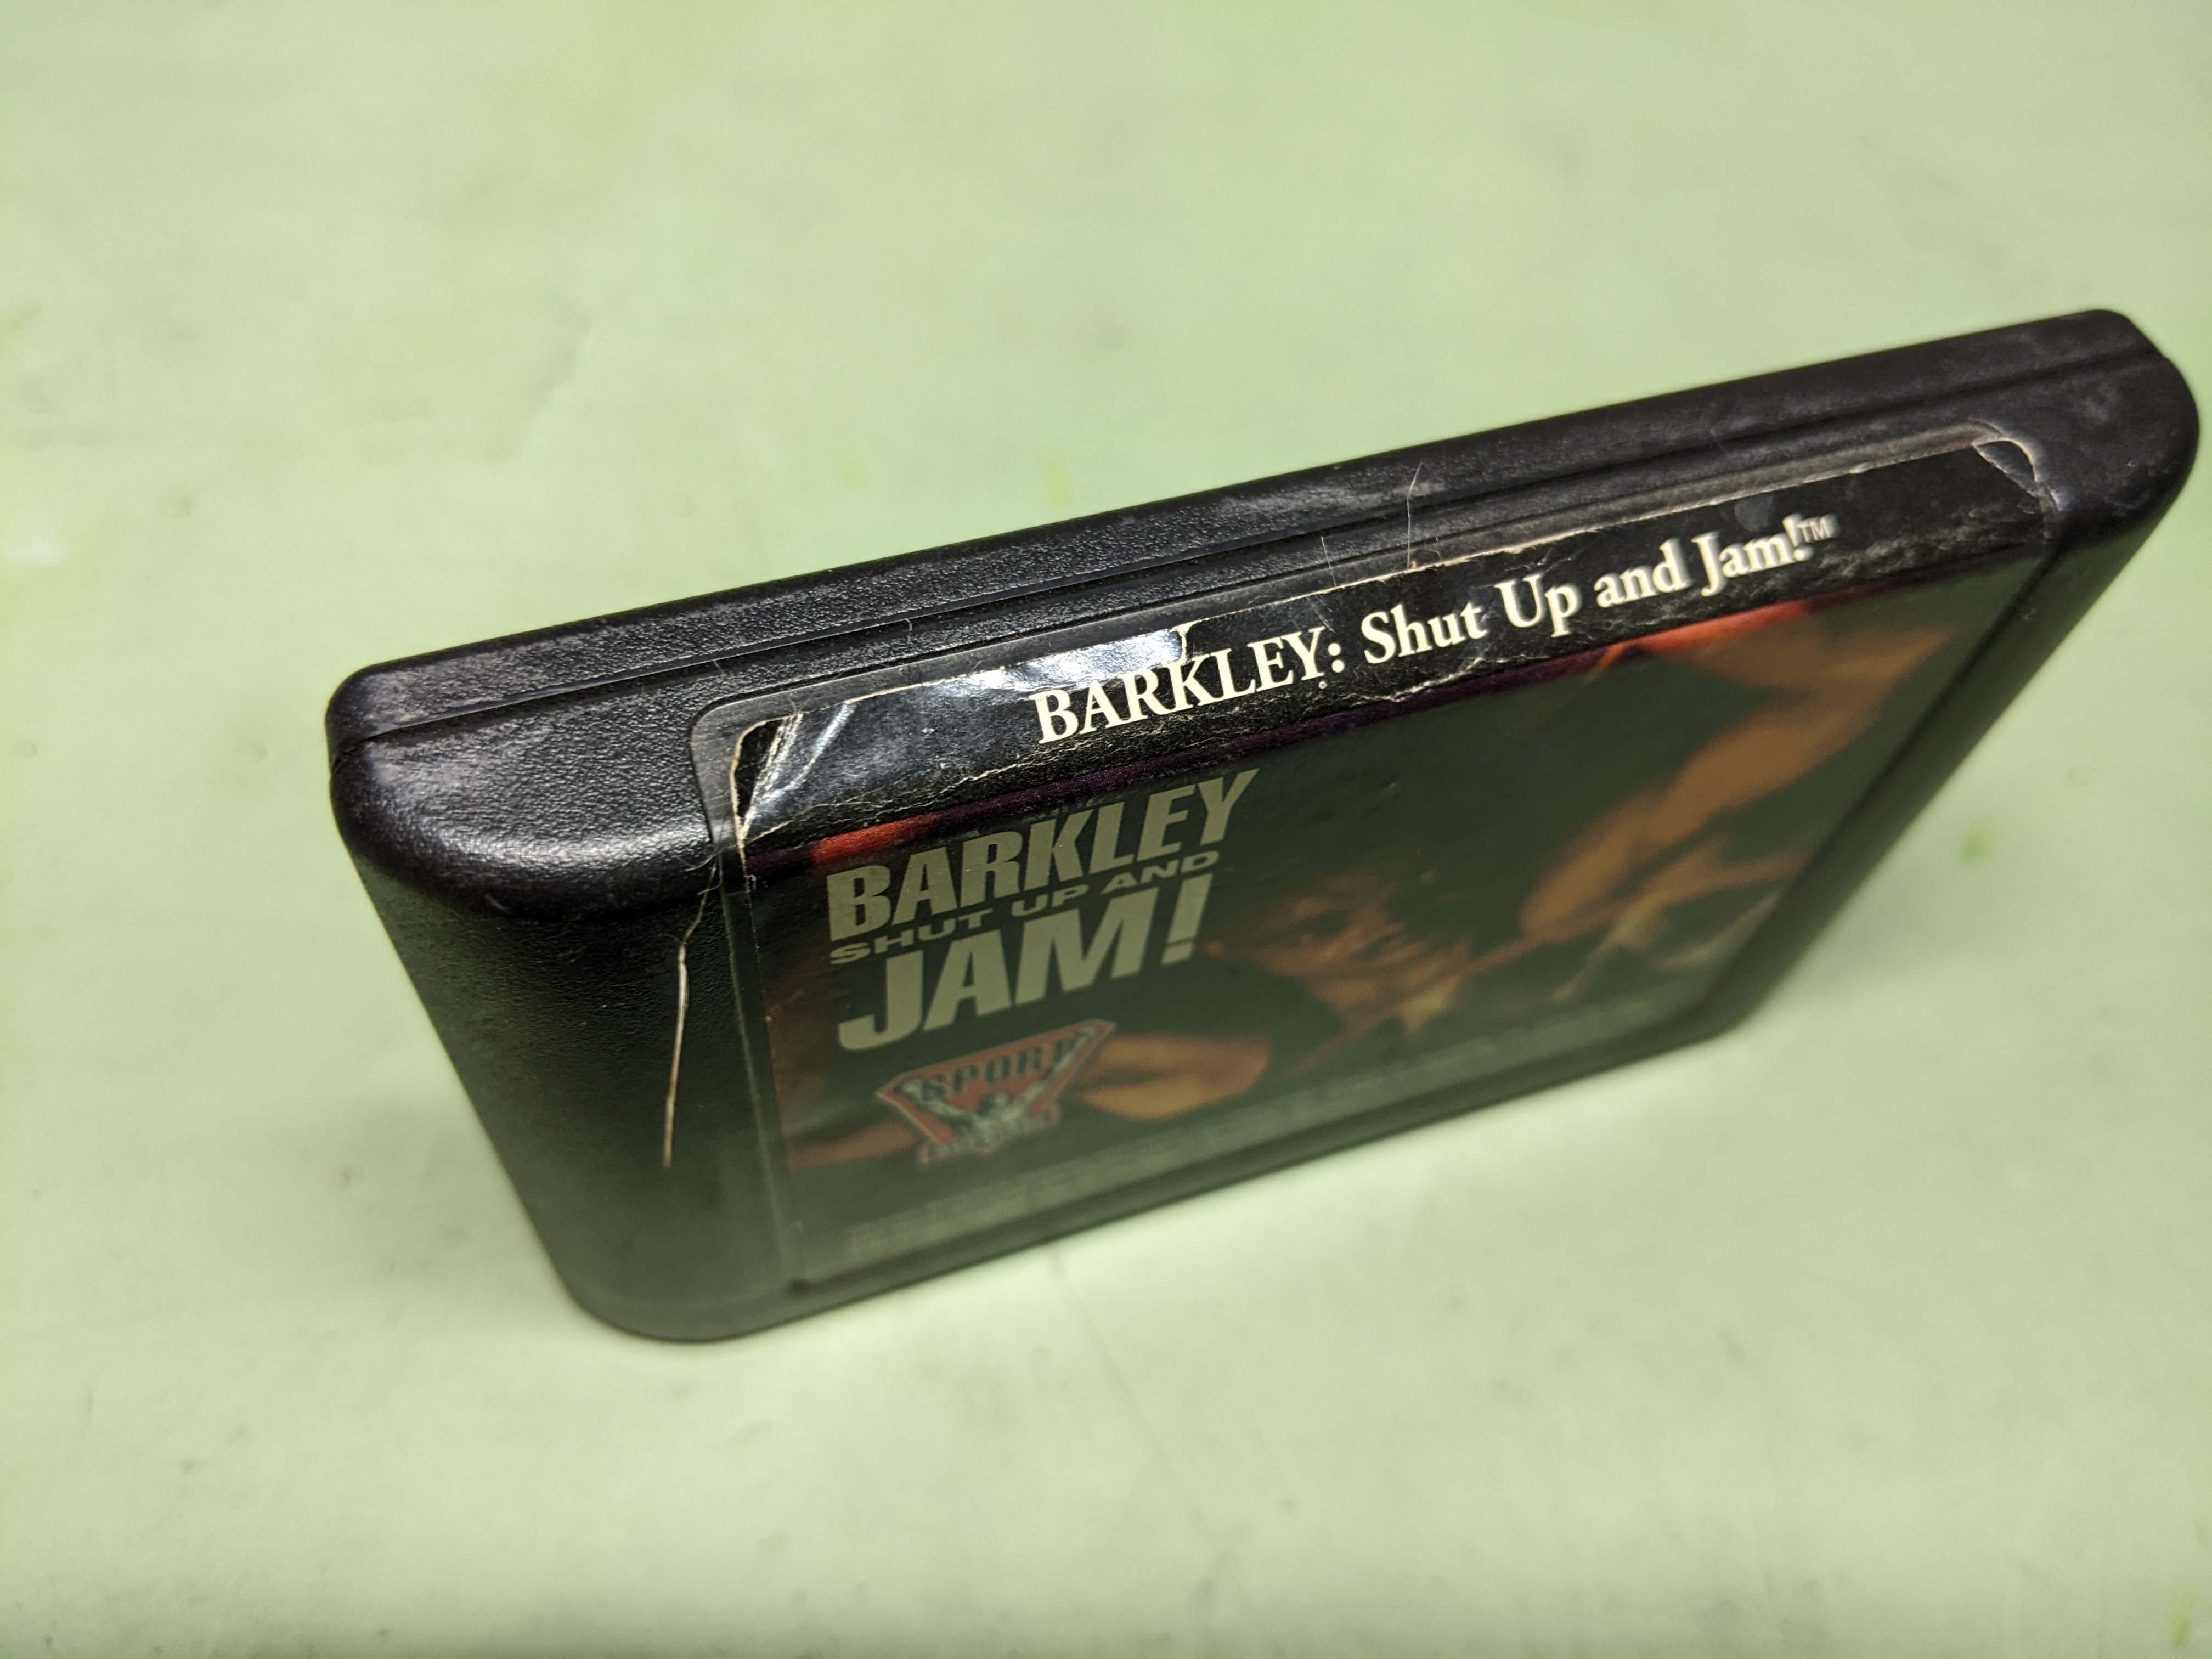 BARKLEY: Shut Up and Jam!™
BARKLEY
SHUT UP AND
JAM!
SPORT